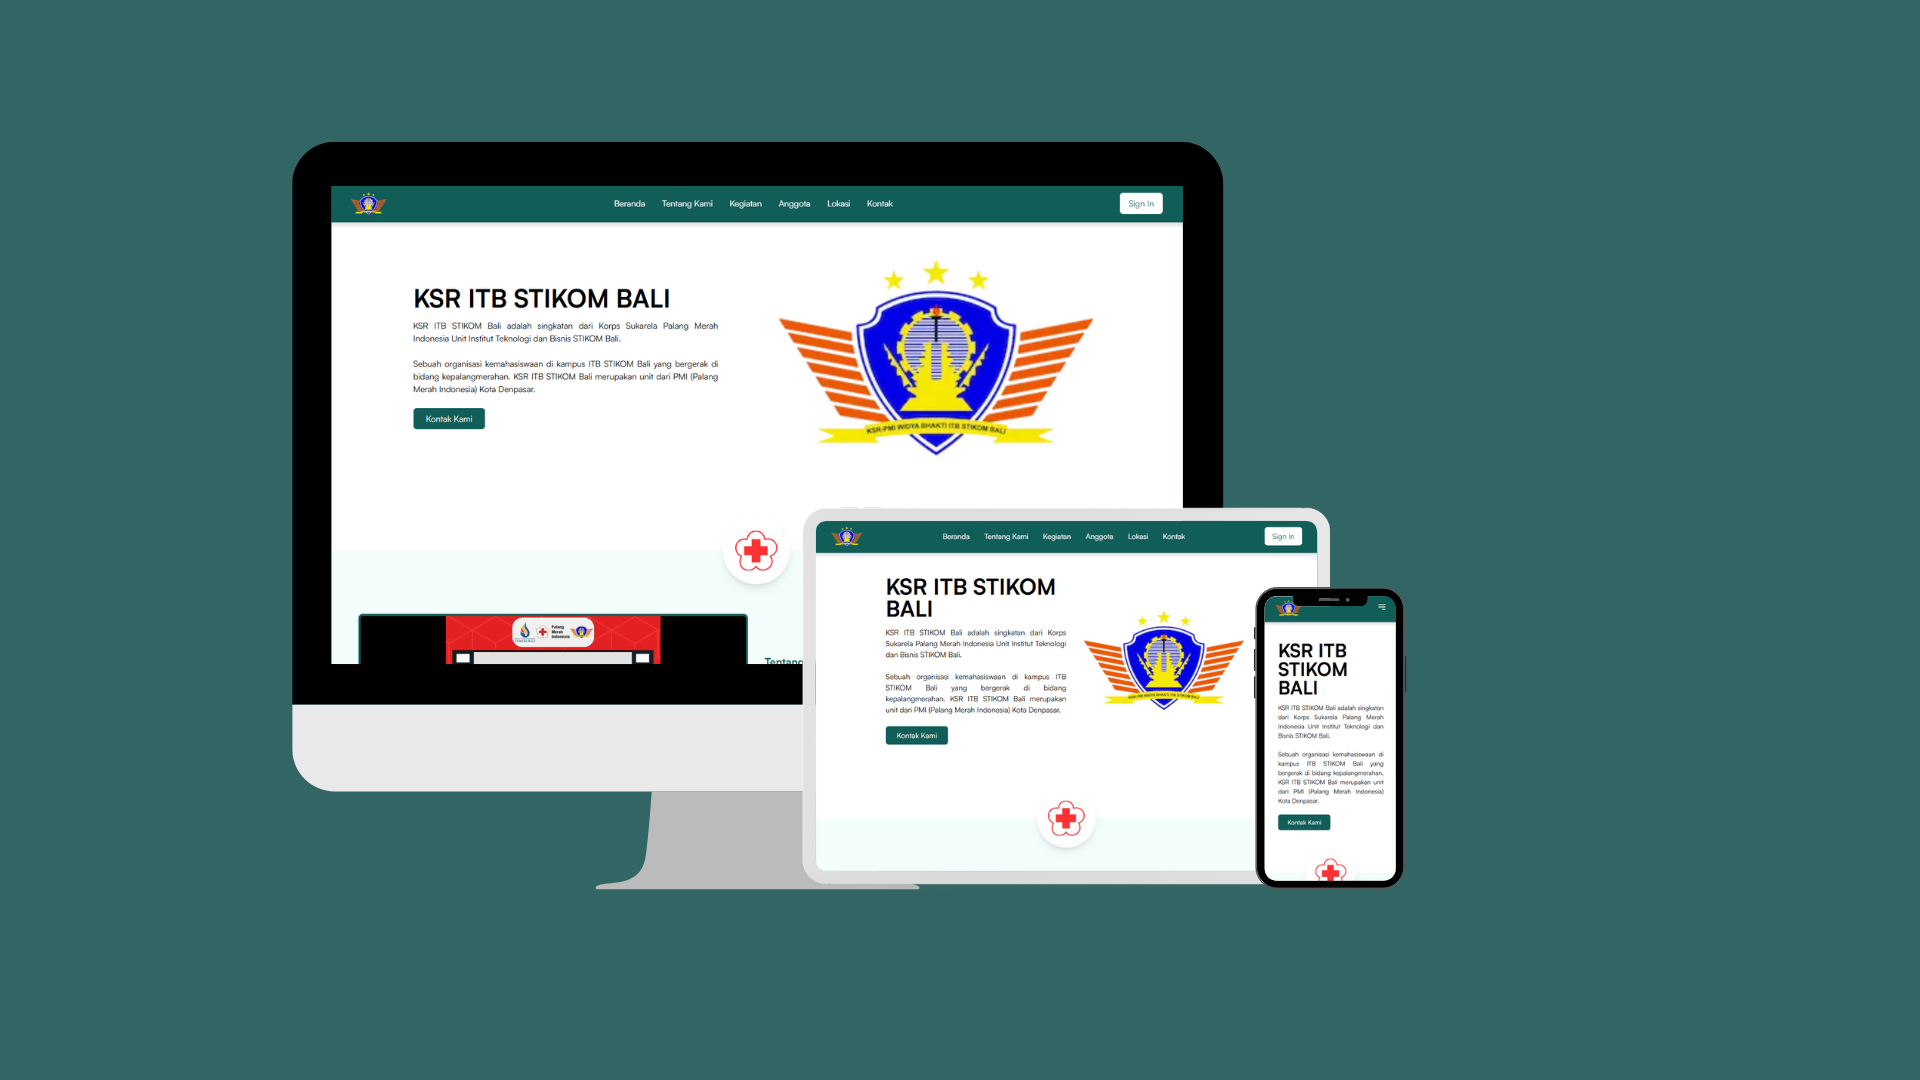 Beranda Tentang Kami Kegiatan Anggota Lokasi Kontak Sign In
KSR ITB STIKOM BALI
KSR ITB STIKOM Bali adalah singkatan dari Korps Sukarela Palang Merah
Indonesia Unit Institut Teknologi dan Bisnis STIKOM Bali.
Sebuah organisasi kemahasiswaan di kampus ITB STIKOM Bali yang bergerak di
bidang kepalangmerahan. KSR ITB STIKOM Bali merupakan unit dari PMI (Palang
Merah Indonesia) Kota Denpasar.
Kontak Kami
KSR-PMI WIDYA BHAKTI ITB STIKOM BALI
Palang
Merah
Indonesia
Tentang
Beranda Tentang Kami Kegiatan Anggota Lokasi Kontak Sign In
KSR ITB STIKOM
BALI
KSR ITB STIKOM Bali adalah singkatan dari Korps
Sukarela Palang Merah Indonesia Unit Institut Teknologi
dan Bisnis STIKOM Bali.
Sebuah organisasi kemahasiswaan di kampus ITB
STIKOM Bali yang bergerak di bidang
kepalangmerahan. KSR ITB STIKOM Bali merupakan
unit dari PMI (Palang Merah Indonesia) Kota Denpasar.
Kontak Kami
KSR-PMI WIDYA BHAKTI ITB STIKOM BALI
KSR ITB
STIKOM
BALI
KSR ITB STIKOM Bali adalah singkatan
dari Korps Sukarela Palang Merah
Indonesia Unit Institut Teknologi dan
Bisnis STIKOM Bali.
Sebuah organisasi kemahasiswaan di
kampus ITB STIKOM Bali yang
bergerak di bidang kepalangmerahan.
KSR ITB STIKOM Bali merupakan unit
dari PMI (Palang Merah Indonesia)
Kota Denpasar.
Kontak Kami